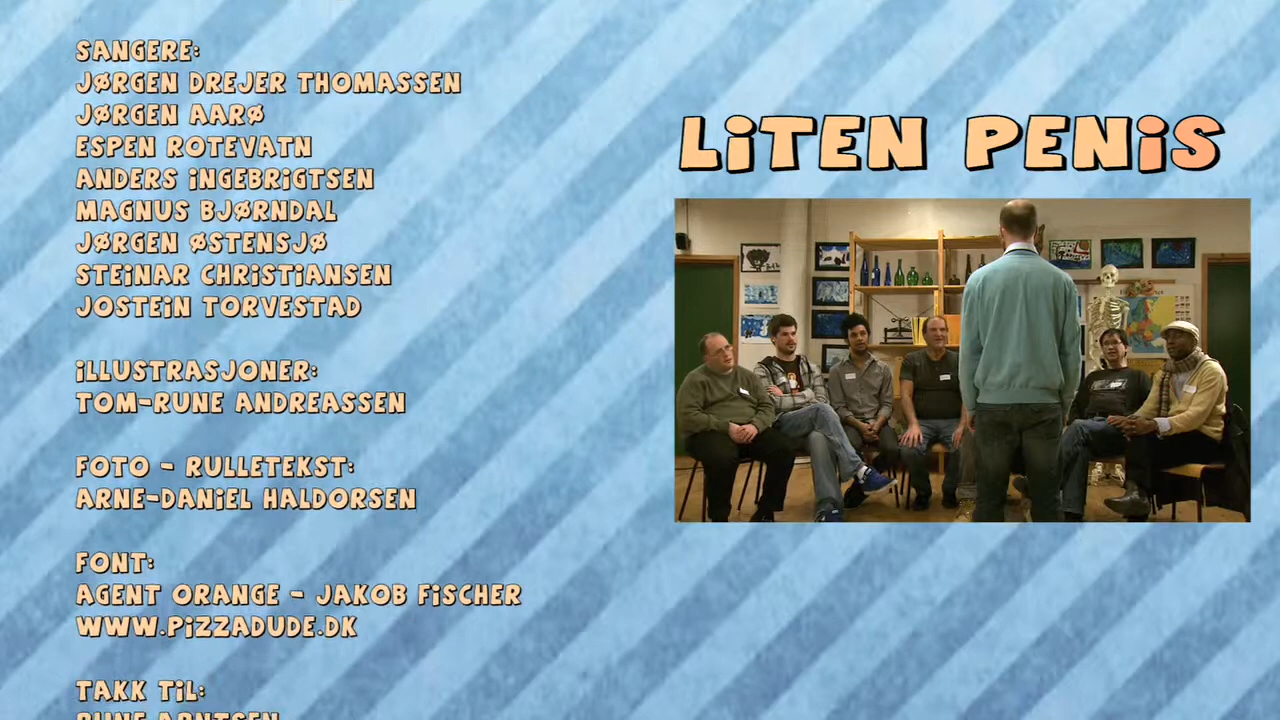 SANGERE:
JØRGEN DREJER THOMASSEN
JØRGEN AARØ
ESPEN ROTEVATN
ANDERS iNGEBRiGTSEN
MAGNUS BJØRNDAL
JØRGEN ØSTENSJØ
STEiNAR CHRiSTiANSEN
JOSTEiN TORVESTAD
iLLUSTRASJONER:
TOM-RUNE ANDREASSEN
FOTO - RULLETEKST:
ARNE-DANiEL HALDORSEN
FONT:
AGENT ORANGE - JAKOB FiSCHER
WWW.PiZZADUDE.DK
TAKK TiL:
RUNE ARNTSEN
LiTEN PENiS